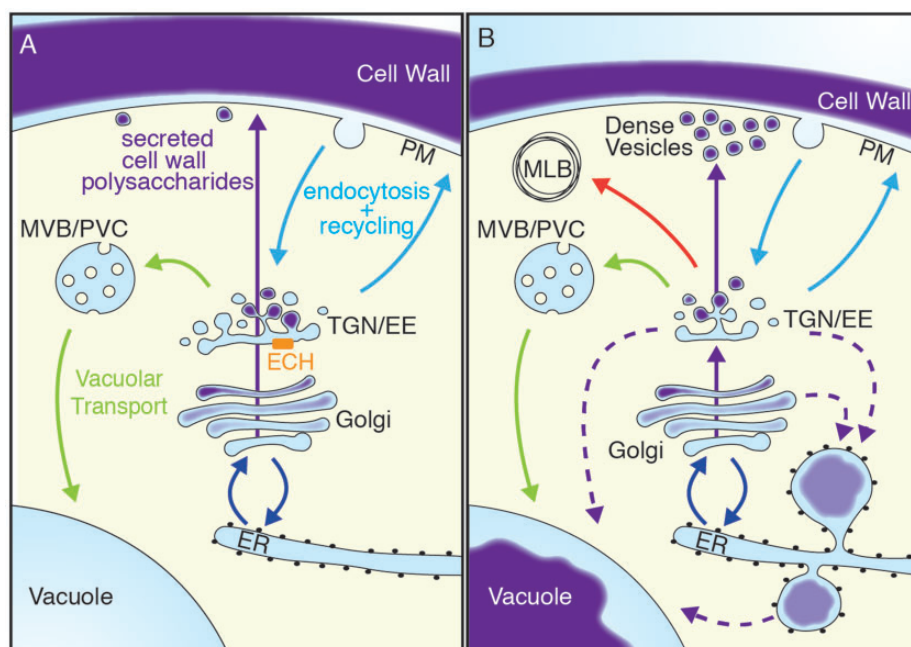 A
Cell Wall
secreted
cell wall
polysaccharides
PM
endocytosis
+
recycling
MVB/PVC
TGN/EE
ECH
Vacuolar
Transport
Golgi
ER
Vacuole
B
Cell Wall
Dense
Vesicles
PM
MLB
MVB/PVC
TGN/EE
Golgi
ER
Vacuole